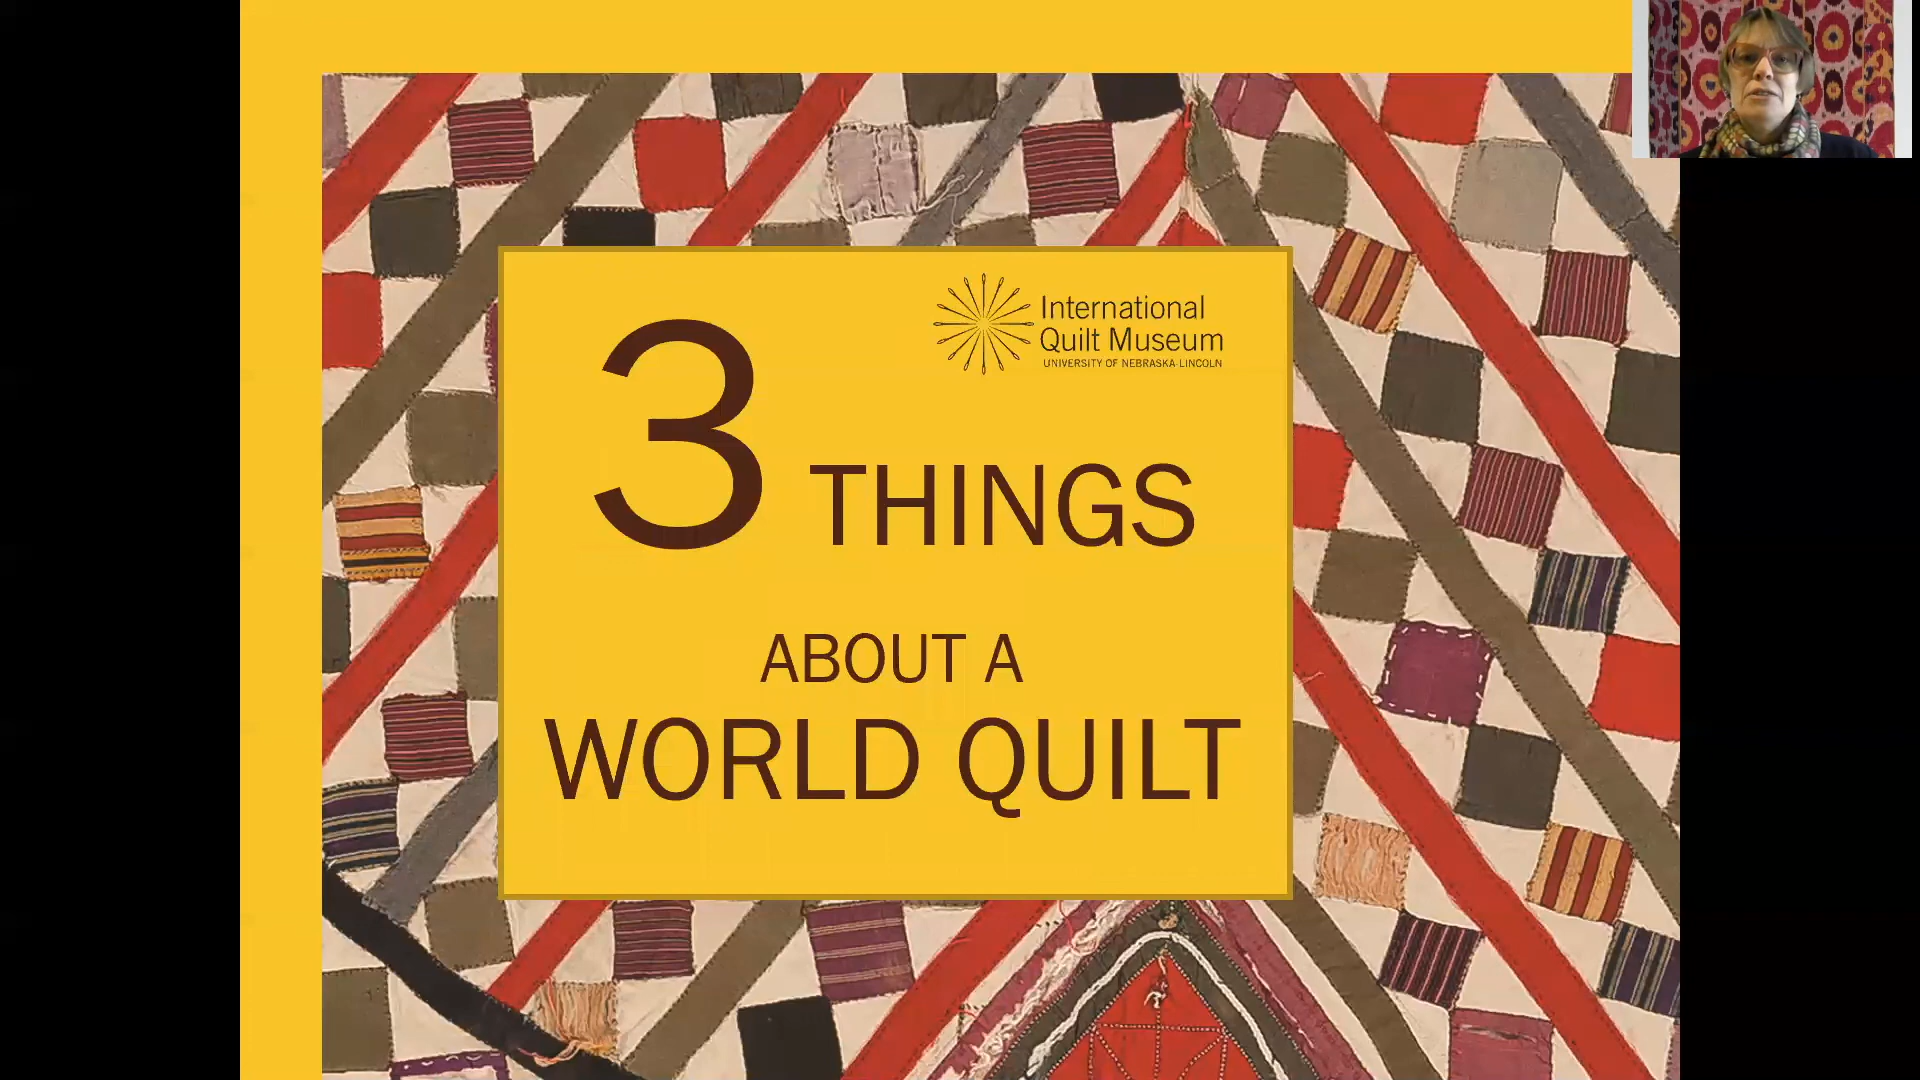 International
Quilt Museum
UNIVERSITY OF NEBRASKA-LINCOLN
3 THINGS
ABOUT A
WORLD QUILT